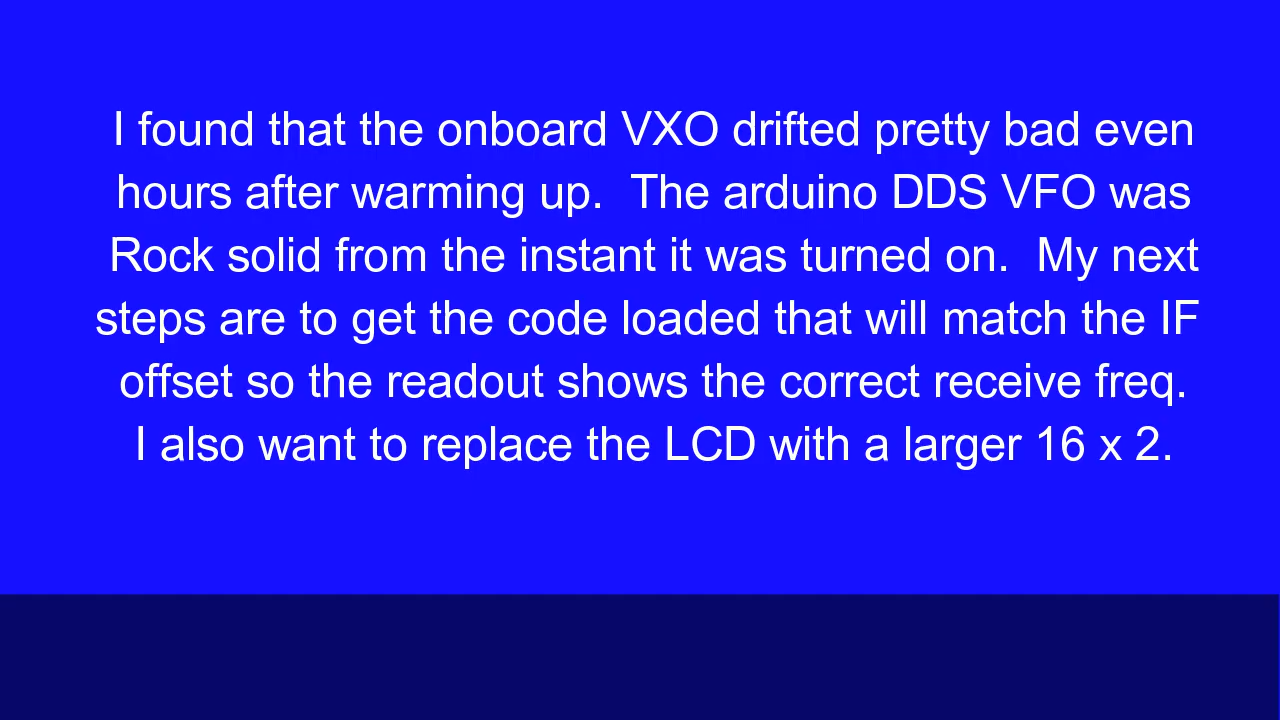 I found that the onboard VXO drifted pretty bad even
hours after warming up.  The arduino DDS VFO was
Rock solid from the instant it was turned on.  My next
steps are to get the code loaded that will match the IF
offset so the readout shows the correct receive freq.
I also want to replace the LCD with a larger 16 x 2.